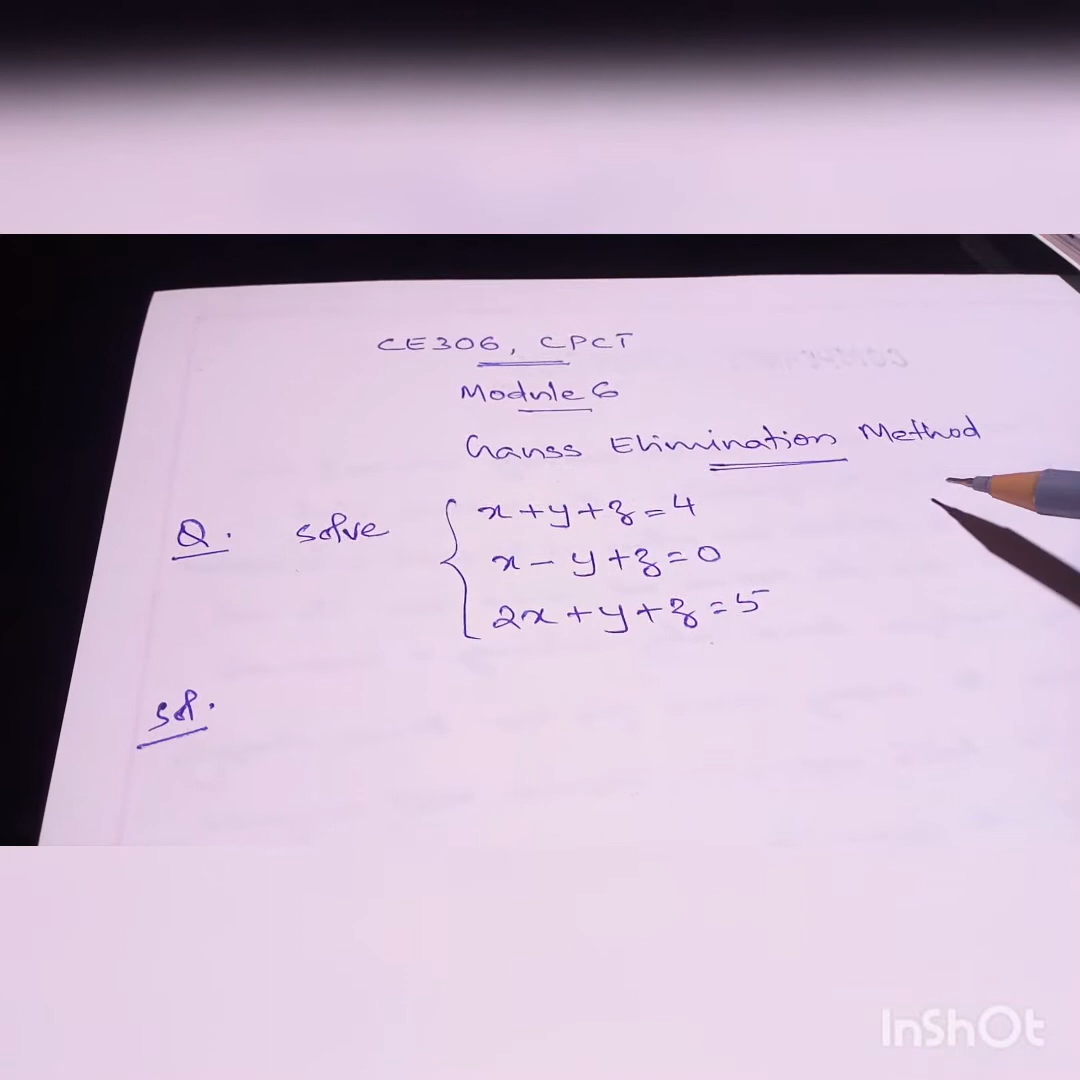 CE306, CPCT
Module 6
Gauss Elimination Method
Q. solve
x+y+z=4
x-y+z=0
2x+y+z=5
Sol.
InShOt